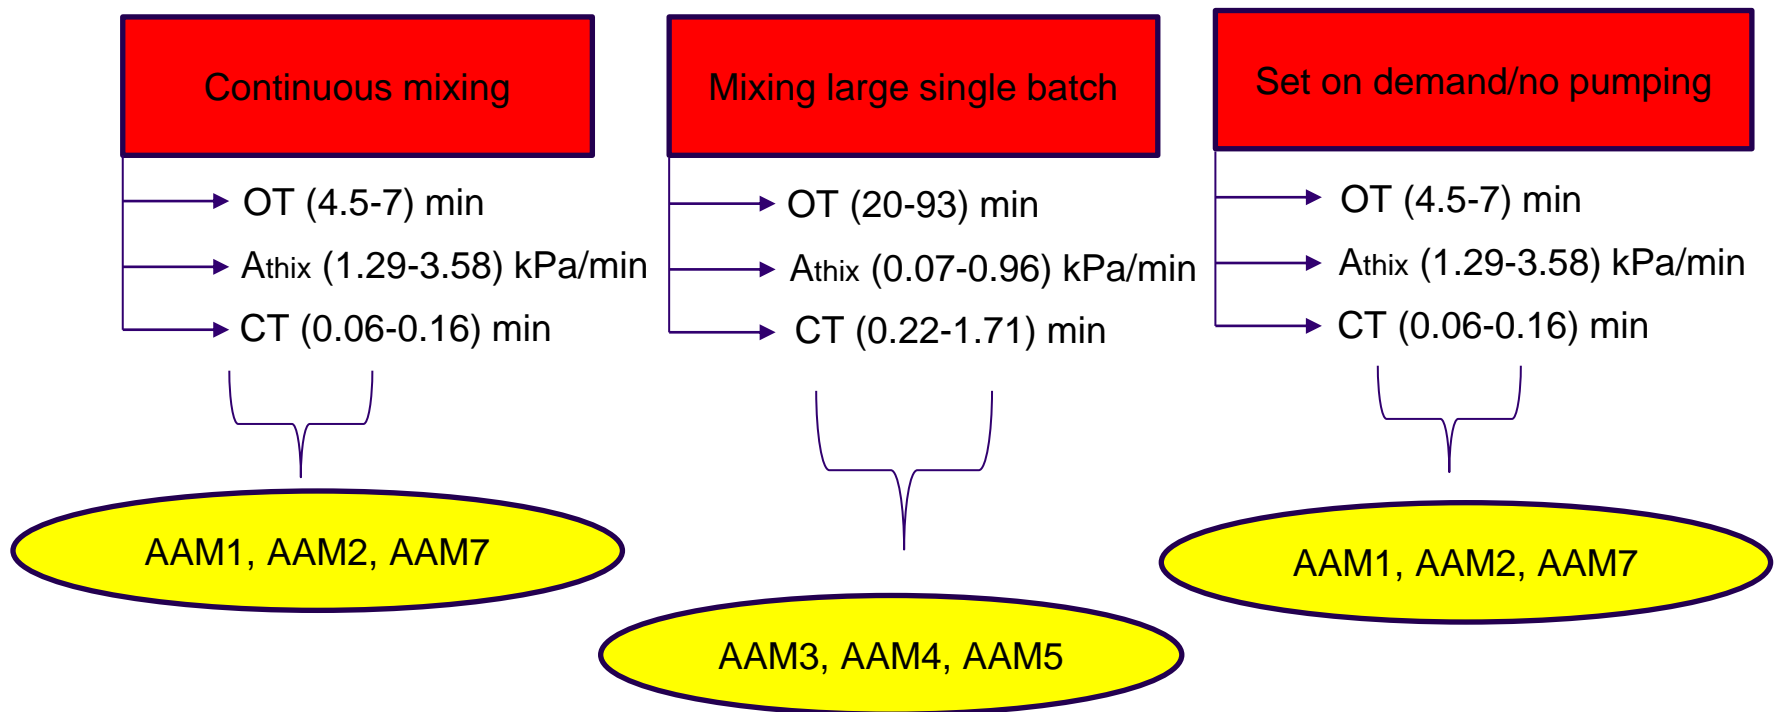 Continuous mixing
OT (4.5-7) min
Athix (1.29-3.58) kPa/min
CT (0.06-0.16) min
AAM1, AAM2, AAM7
Mixing large single batch
OT (20-93) min
Athix (0.07-0.96) kPa/min
CT (0.22-1.71) min
AAM3, AAM4, AAM5
Set on demand/no pumping
OT (4.5-7) min
Athix (1.29-3.58) kPa/min
CT (0.06-0.16) min
AAM1, AAM2, AAM7